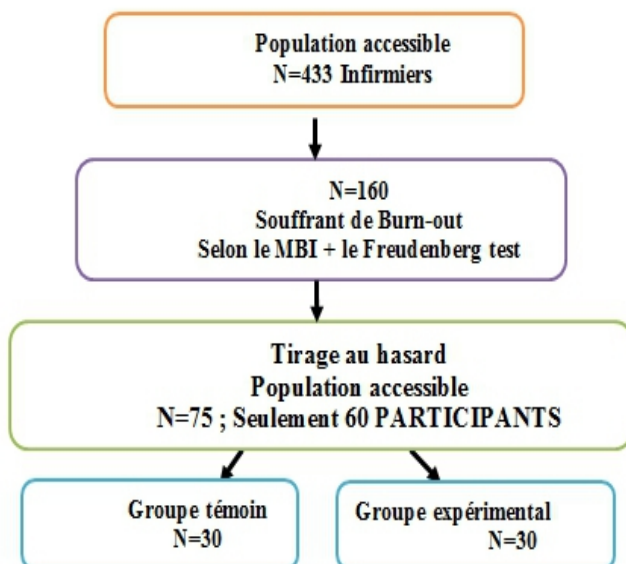 Population accessible
N=433 Infirmiers
N=160
Souffrant de Burn-out
Selon le MBI + le Freudenberg test
Tirage au hasard
Population accessible
N=75 ; Seulement 60 PARTICIPANTS
Groupe témoin
N=30
Groupe expérimental
N=30